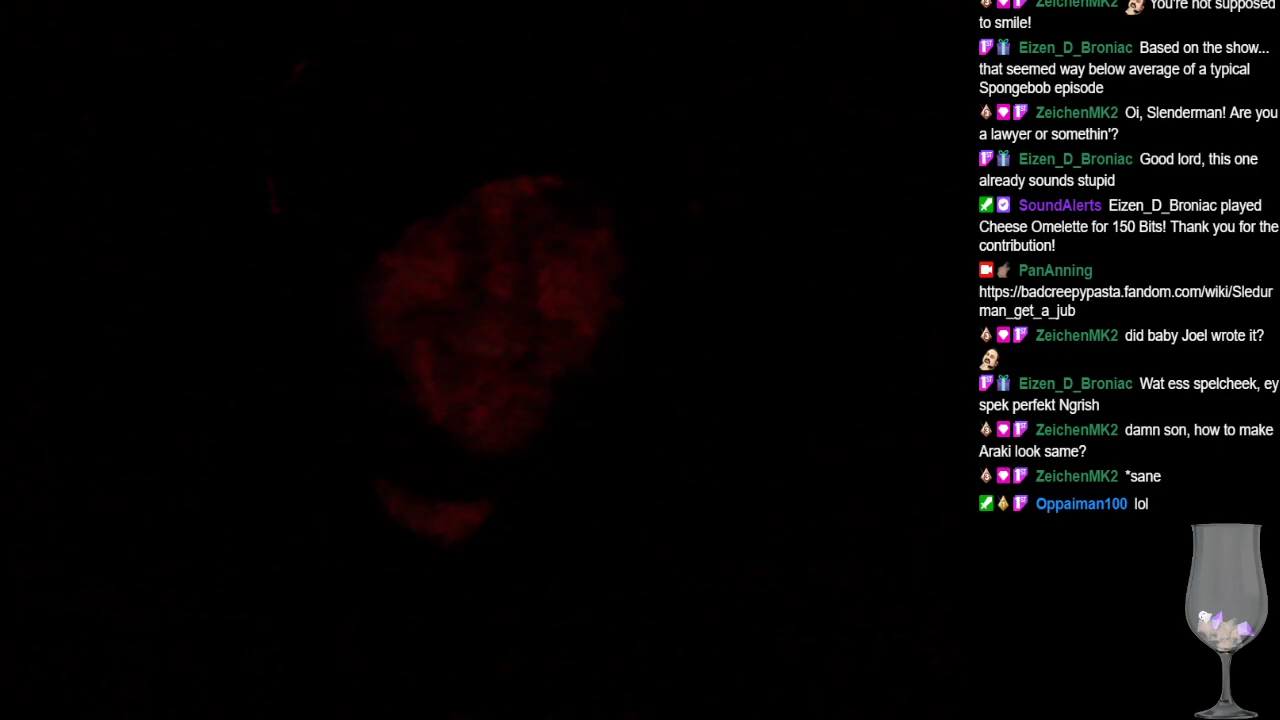 ZeichenMK2 You're not supposed
to smile!
Eizen_D_Broniac Based on the show...
that seemed way below average of a typical
Spongebob episode
ZeichenMK2 Oi, Slenderman! Are you
a lawyer or somethin'?
Eizen_D_Broniac Good lord, this one
already sounds stupid
SoundAlerts Eizen_D_Broniac played
Cheese Omelette for 150 Bits! Thank you for the
contribution!
PanAnning
https://badcreepypasta.fandom.com/wiki/Sledur
man_get_a_jub
ZeichenMK2 did baby Joel wrote it?
Eizen_D_Broniac Wat ess spelcheek, ey
spek perfekt Ngrish
ZeichenMK2 damn son, how to make
Araki look same?
ZeichenMK2 *sane
Oppaiman100 lol